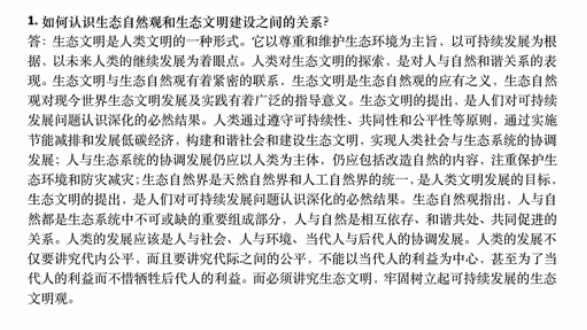 1. 如何认识生态自然观和生态文明建设之间的关系?
答：生态文明是人类文明的一种形式。它以尊重和维护生态环境为主旨，以可持续发展为根
据，以未来人类的继续发展为着眼点。人类对生态文明的探索，是对人与自然和谐关系的表
现。生态文明与生态自然观有着紧密的联系，生态文明是生态自然观的应有之义，生态自然
观对现今世界生态文明发展及实践有着广泛的指导意义。生态文明的提出，是人们对可持续
发展问题认识深化的必然结果。人类通过遵守可持续性、共同性和公平性等原则，通过实施
节能减排和发展低碳经济，构建和谐社会和建设生态文明，实现人类社会与生态系统的协调
发展；人与生态系统的协调发展仍应以人类为主体，仍应包括改造自然的内容，注重保护生
态环境和防灾减灾；生态自然界是天然自然界和人工自然界的统一，是人类文明发展的目标，
生态文明的提出，是人们对可持续发展问题认识深化的必然结果。生态自然观指出，人与自
然都是生态系统中不可或缺的重要组成部分，人与自然是相互依存、和谐共处、共同促进的
关系。人类的发展应该是人与社会、人与环境、当代人与后代人的协调发展。人类的发展不
仅要讲究代内公平，而且要讲究代际之间的公平，不能以当代人的利益为中心，甚至为了当
代人的利益而不惜牺牲后代人的利益。而必须讲究生态文明，牢固树立起可持续发展的生态
文明观。